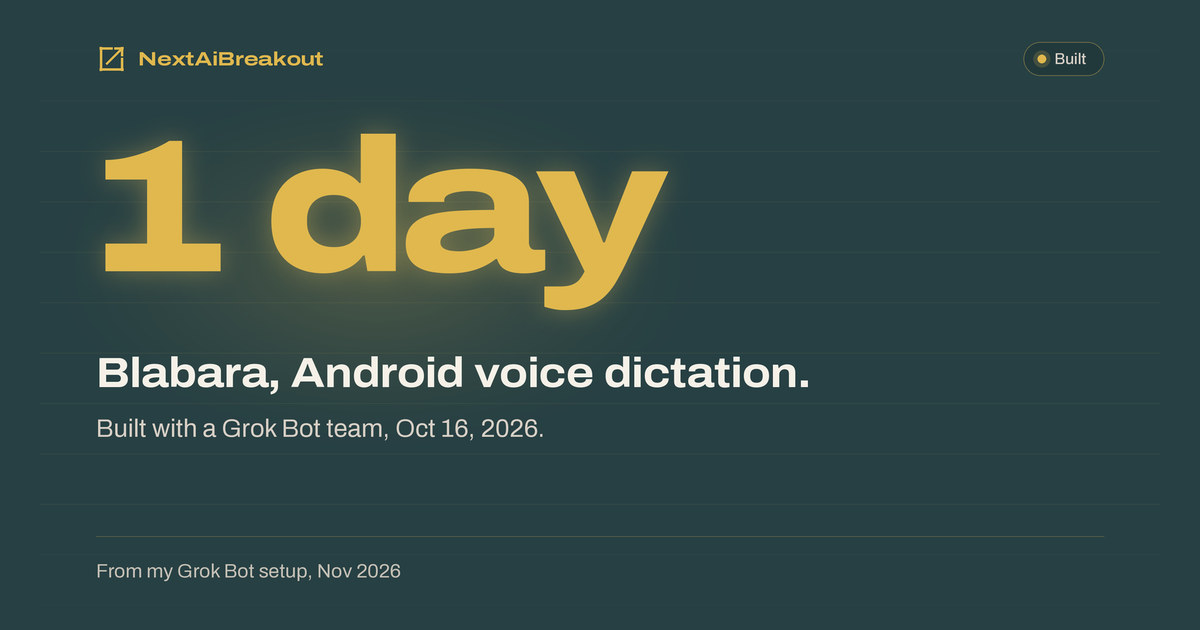 NextAiBreakout
Built
1 day
Blabara, Android voice dictation.
Built with a Grok Bot team, Oct 16, 2026.
From my Grok Bot setup, Nov 2026